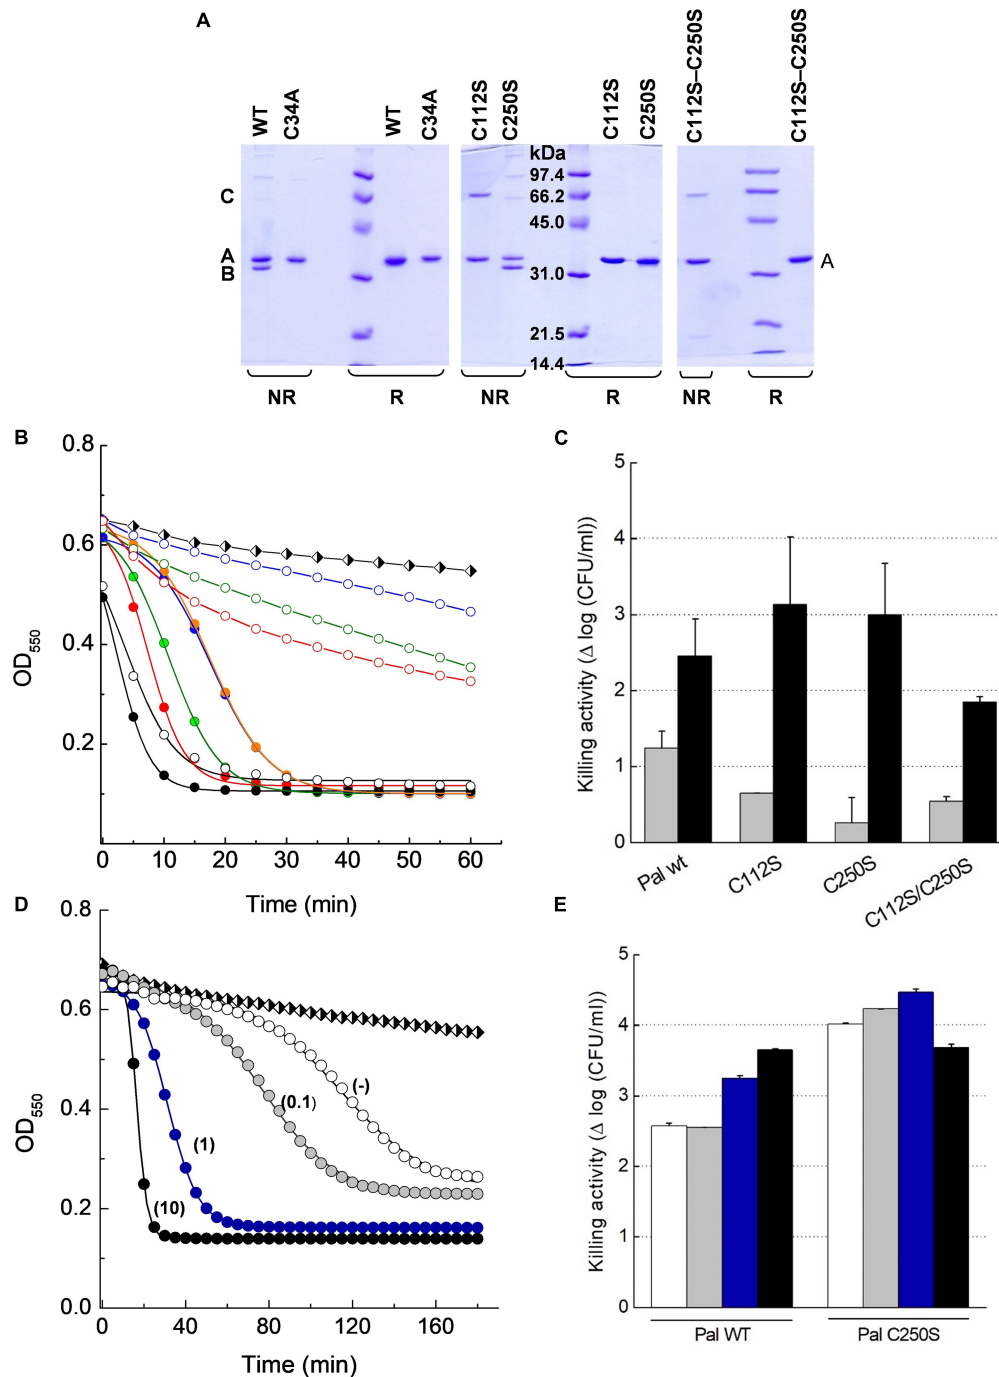 A
WT
C34A
WT
C34A
C112S
C250S
C112S
C250S
C112S–C250S
C112S–C250S
kDa
97.4
66.2
45.0
31.0
21.5
14.4
C
A
B
A
NR
R
NR
R
NR
R
B
OD550
0.8
0.6
0.4
0.2
0 10 20 30 40 50 60
Time (min)
C
Killing activity (Δ log (CFU/ml))
5
4
3
2
1
0
Pal wt
C112S
C250S
C112S/C250S
D
OD550
0.8
0.6
0.4
0.2
0.0
(-)
(0.1)
(1)
(10)
0 40 80 120 160
Time (min)
E
Killing activity (Δ log (CFU/ml))
5
4
3
2
1
0
Pal WT
Pal C250S